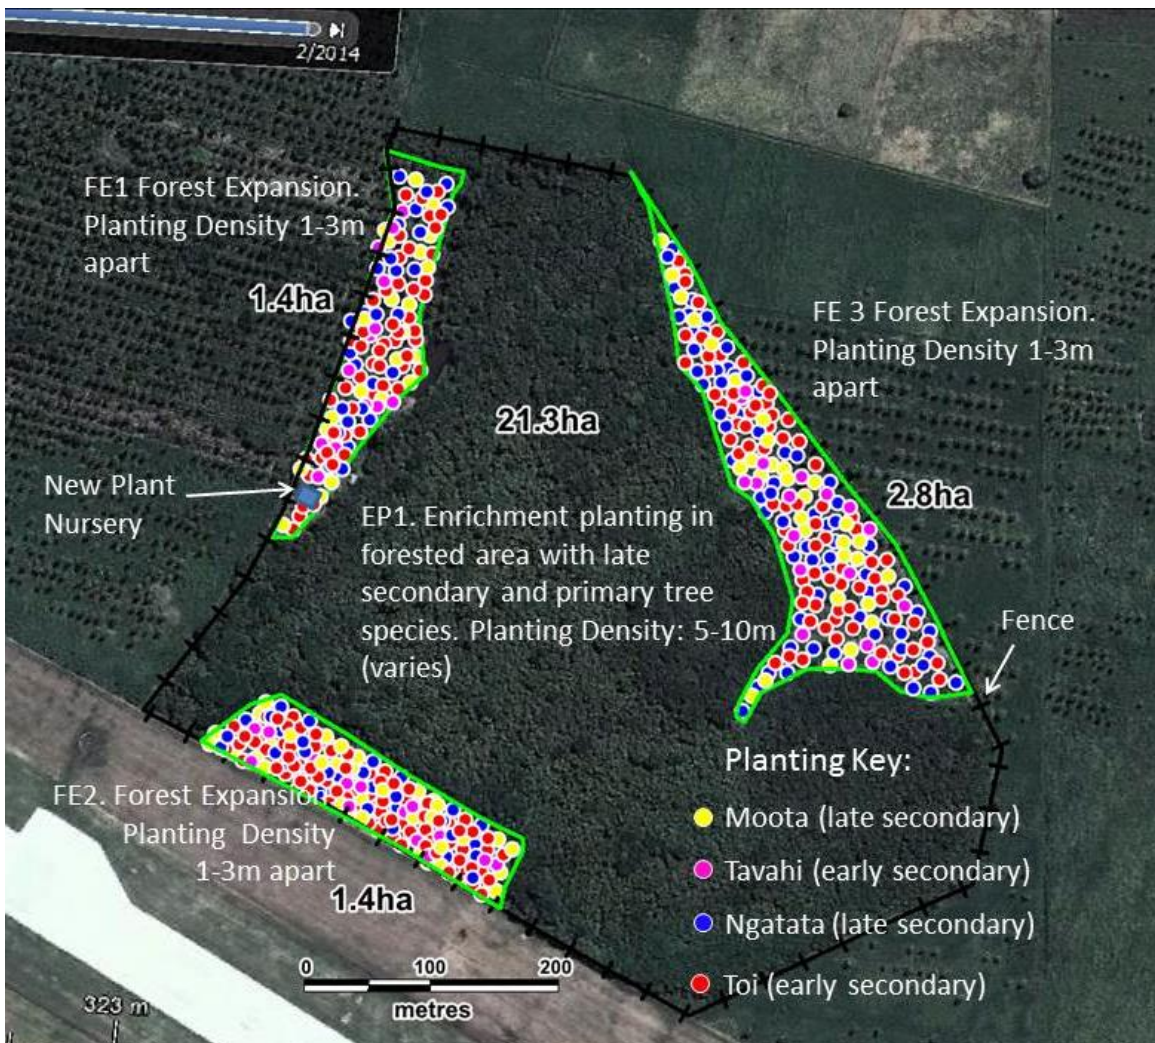 2/2014
FE1 Forest Expansion.
Planting Density 1-3m
apart
1.4ha
FE 3 Forest Expansion.
Planting Density 1-3m
apart
21.3ha
2.8ha
New Plant
Nursery
EP1. Enrichment planting in
forested area with late
secondary and primary tree
species. Planting Density: 5-10m
(varies)
Fence
Planting Key:
Moota (late secondary)
Tavahi (early secondary)
Ngatata (late secondary)
Toi (early secondary)
FE2. Forest Expansion.
Planting Density
1-3m apart
1.4ha
0 100 200
metres
323 m